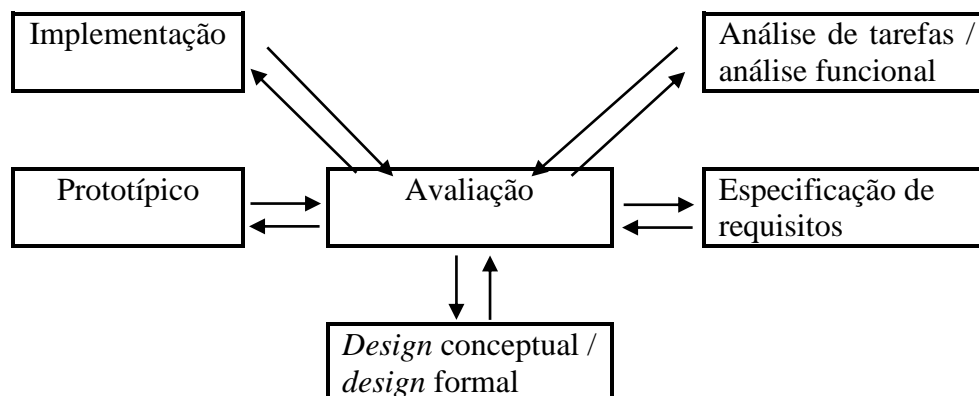 Implementação
Análise de tarefas /
análise funcional
Prototípico
Avaliação
Especificação de
requisitos
Design conceptual /
design formal